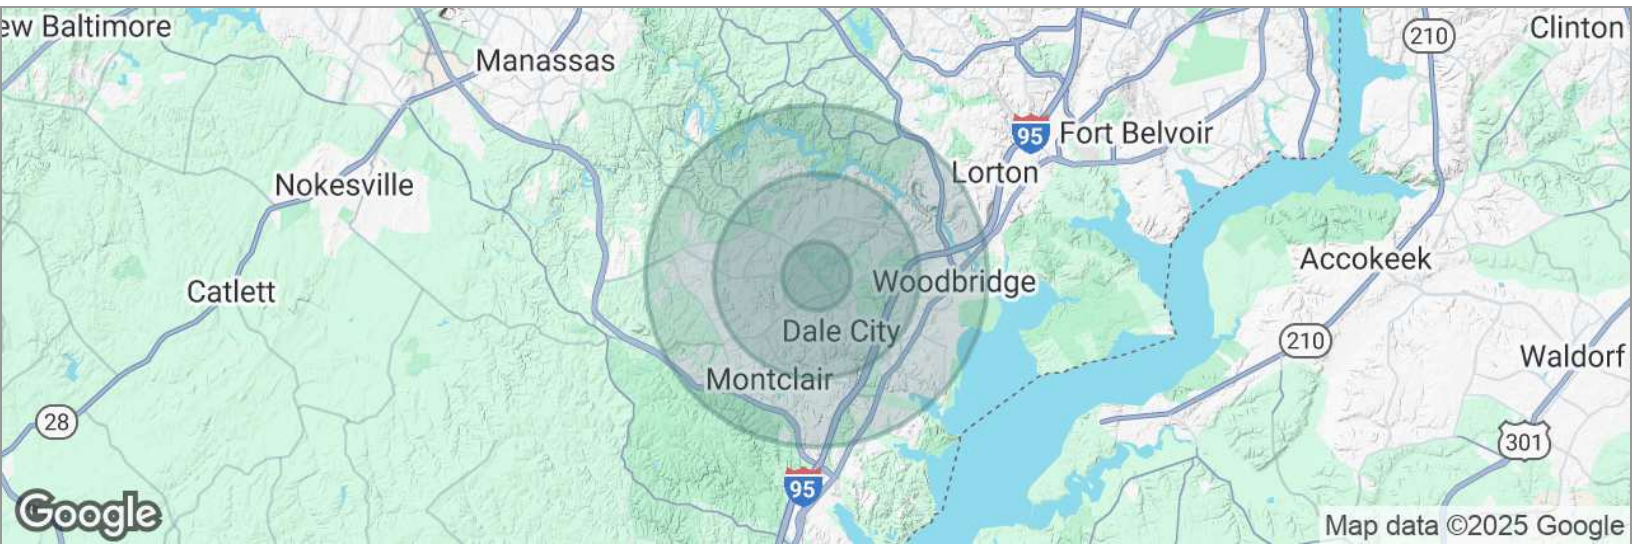 ew Baltimore
Clinton
210
Manassas
95
Fort Belvoir
Lorton
Nokesville
Accokeek
Woodbridge
Catlett
Dale City
210
Waldorf
Montclair
28
301
95
Google
Map data ©2025 Google